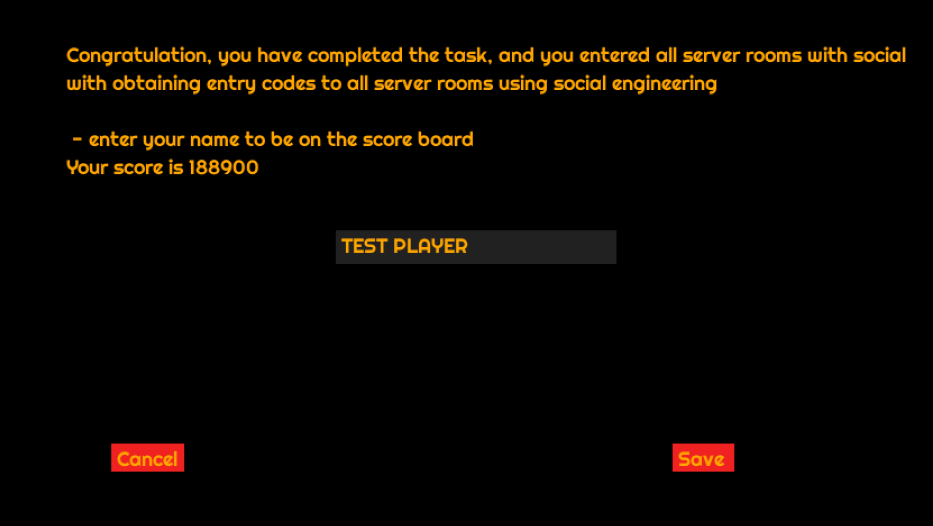 Congratulation, you have completed the task, and you entered all server rooms with social
with obtaining entry codes to all server rooms using social engineering
- enter your name to be on the score board
Your score is 188900
TEST PLAYER
Cancel
Save